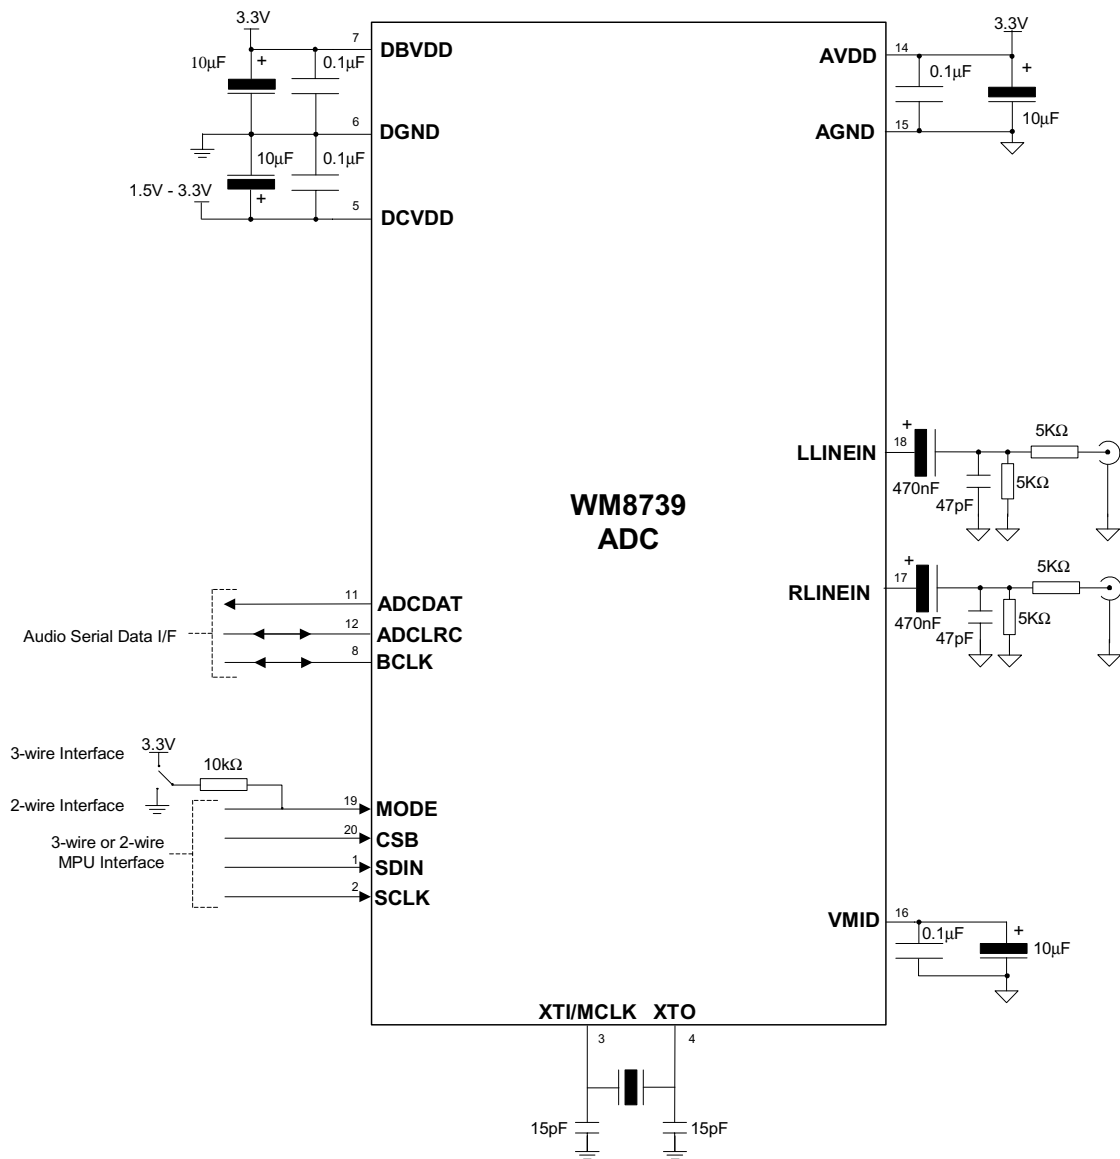 3.3V
7
DBVDD
10μF
+
0.1μF
6
DGND
10μF
0.1μF
1.5V - 3.3V
+
5
DCVDD
3.3V
14
AVDD
0.1μF
+
10μF
AGND
15
WM8739
ADC
LLINEIN
18
+
470nF
47pF
5KΩ
5KΩ
RLINEIN
17
+
470nF
47pF
5KΩ
5KΩ
Audio Serial Data I/F
11
ADCDAT
12
ADCLRC
8
BCLK
3-wire Interface
3.3V
10kΩ
2-wire Interface
19
MODE
3-wire or 2-wire
MPU Interface
20
CSB
1
SDIN
2
SCLK
VMID
16
0.1μF
+
10μF
XTI/MCLK
XTO
3
4
15pF
15pF